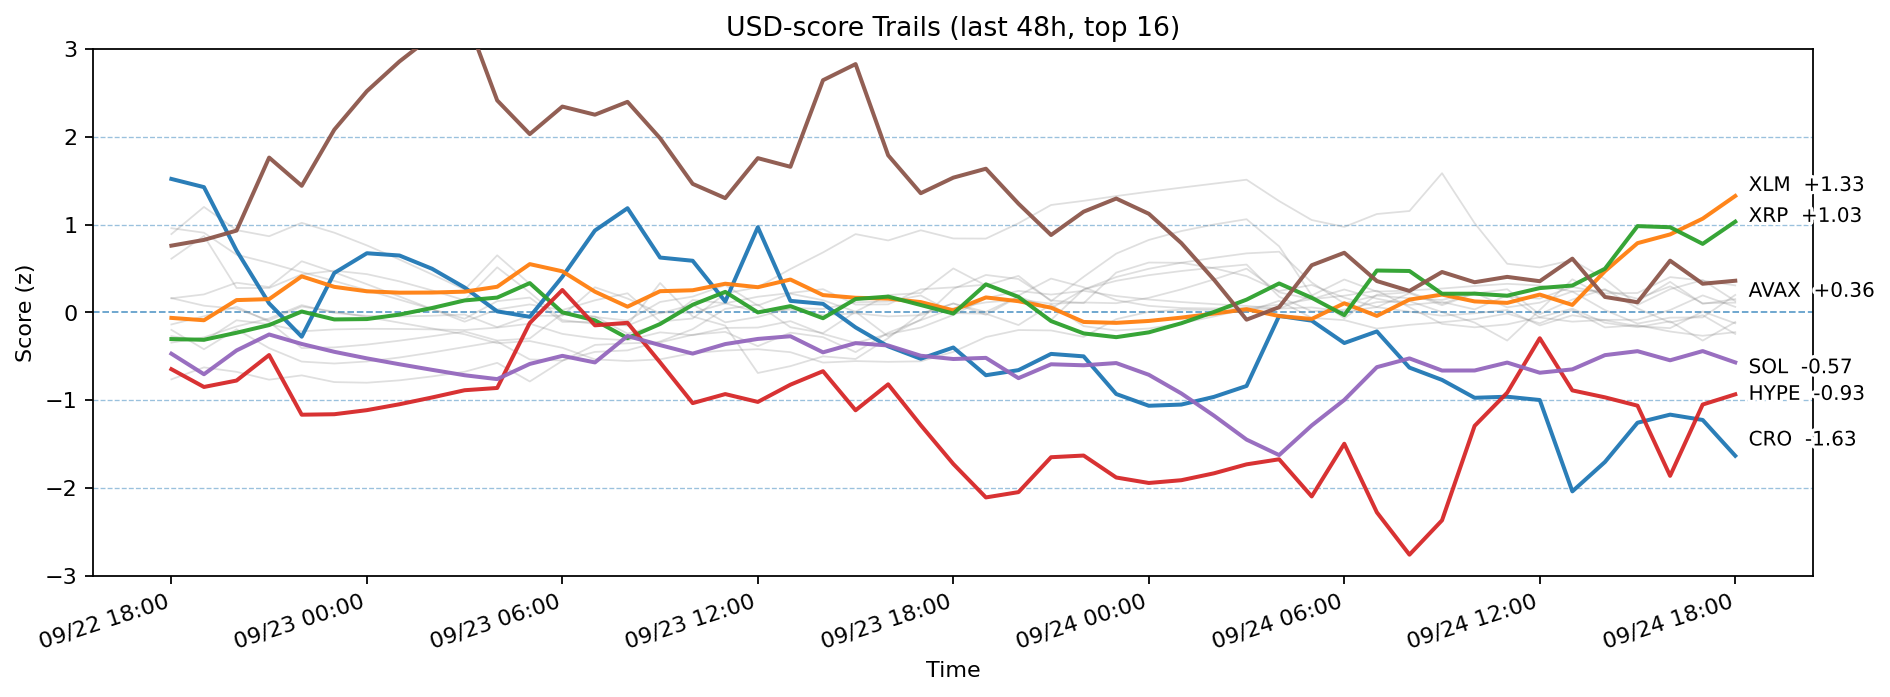 USD-score Trails (last 48h, top 16)
3
2
1
0
−1
−2
−3
Score (z)
XLM +1.33
XRP +1.03
AVAX +0.36
SOL -0.57
HYPE -0.93
CRO -1.63
09/22 18:00
09/23 00:00
09/23 06:00
09/23 12:00
09/23 18:00
09/24 00:00
09/24 06:00
09/24 12:00
09/24 18:00
Time